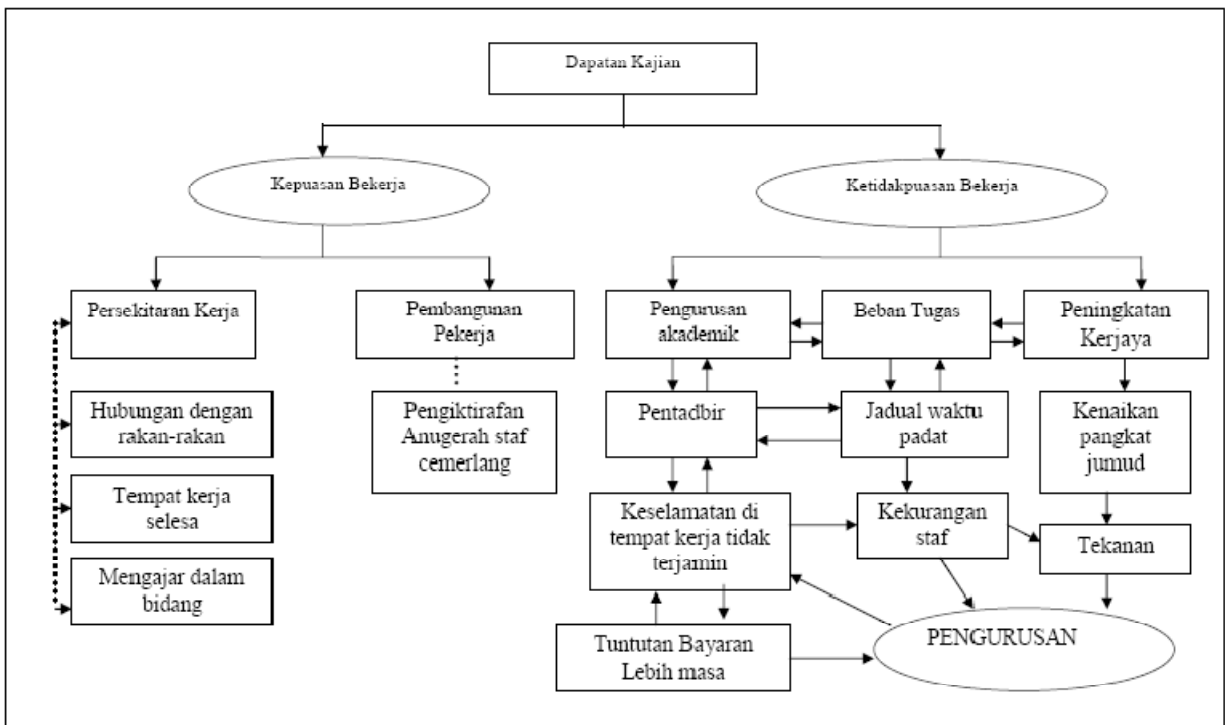 Dapatan Kajian
Kepuasan Bekerja
Ketidakpuasan Bekerja
Persekitaran Kerja
Pembangunan
Pekerja
Pengurusan
akademik
Beban Tugas
Peningkatan
Kerjaya
Hubungan dengan
rakan-rakan
Pengiktirafan
Anugerah staf
cemerlang
Pentadbir
Jadual waktu
padat
Kenaikan
pangkat
jumud
Tempat kerja
selesa
Keselamatan di
tempat kerja tidak
terjamin
Kekurangan
staf
Tekanan
Mengajar dalam
bidang
Tuntutan Bayaran
Lebih masa
PENGURUSAN